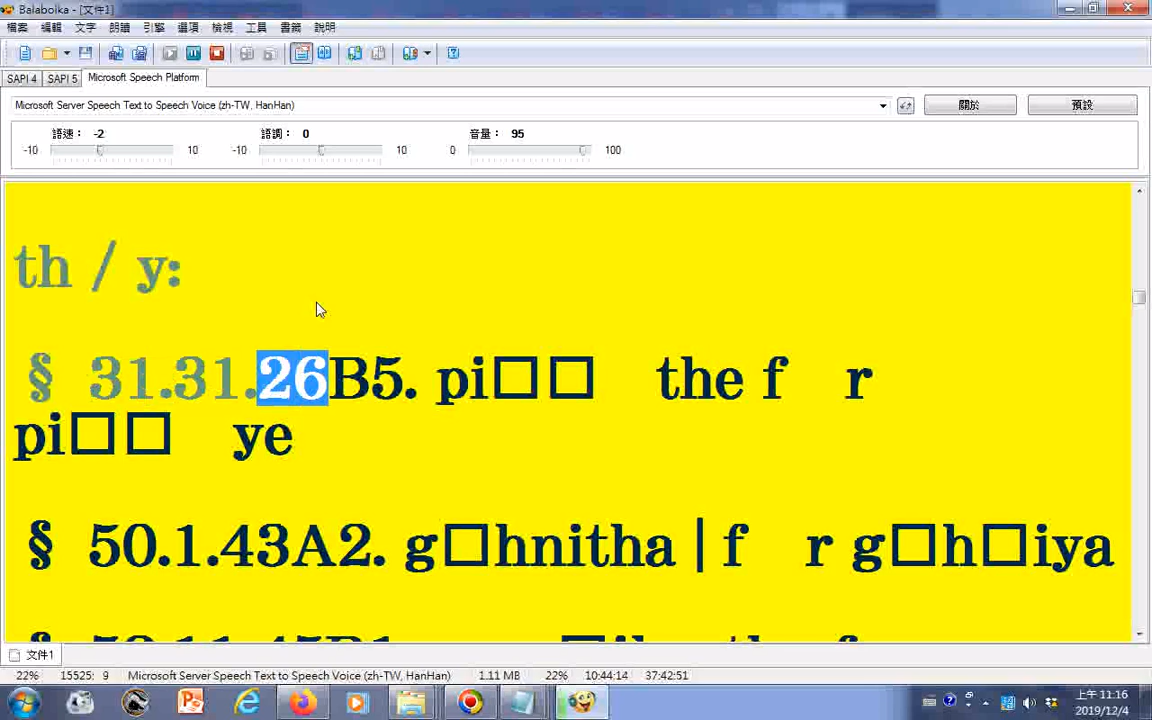 Balabolka - [文件1]
檔案 編輯 文字 朗讀 引擎 選項 檢視 工具 書籤 說明
SAPI 4 SAPI 5 Microsoft Speech Platform
Microsoft Server Speech Text to Speech Voice (zh-TW, HanHan) 關於 預設
語速： -2 語調： 0 音量： 95
-10 10 -10 10 0 100
th / y:
§ 31.31.26B5. pi□□ the f r
pi□□ ye
§ 50.1.43A2. g□hnitha | f r g□h□iya
文件1
22% 15525: 9 Microsoft Server Speech Text to Speech Voice (zh-TW, HanHan) 1.11 MB 22% 10:44:14 37:42:51
上午 11:16
2019/12/4